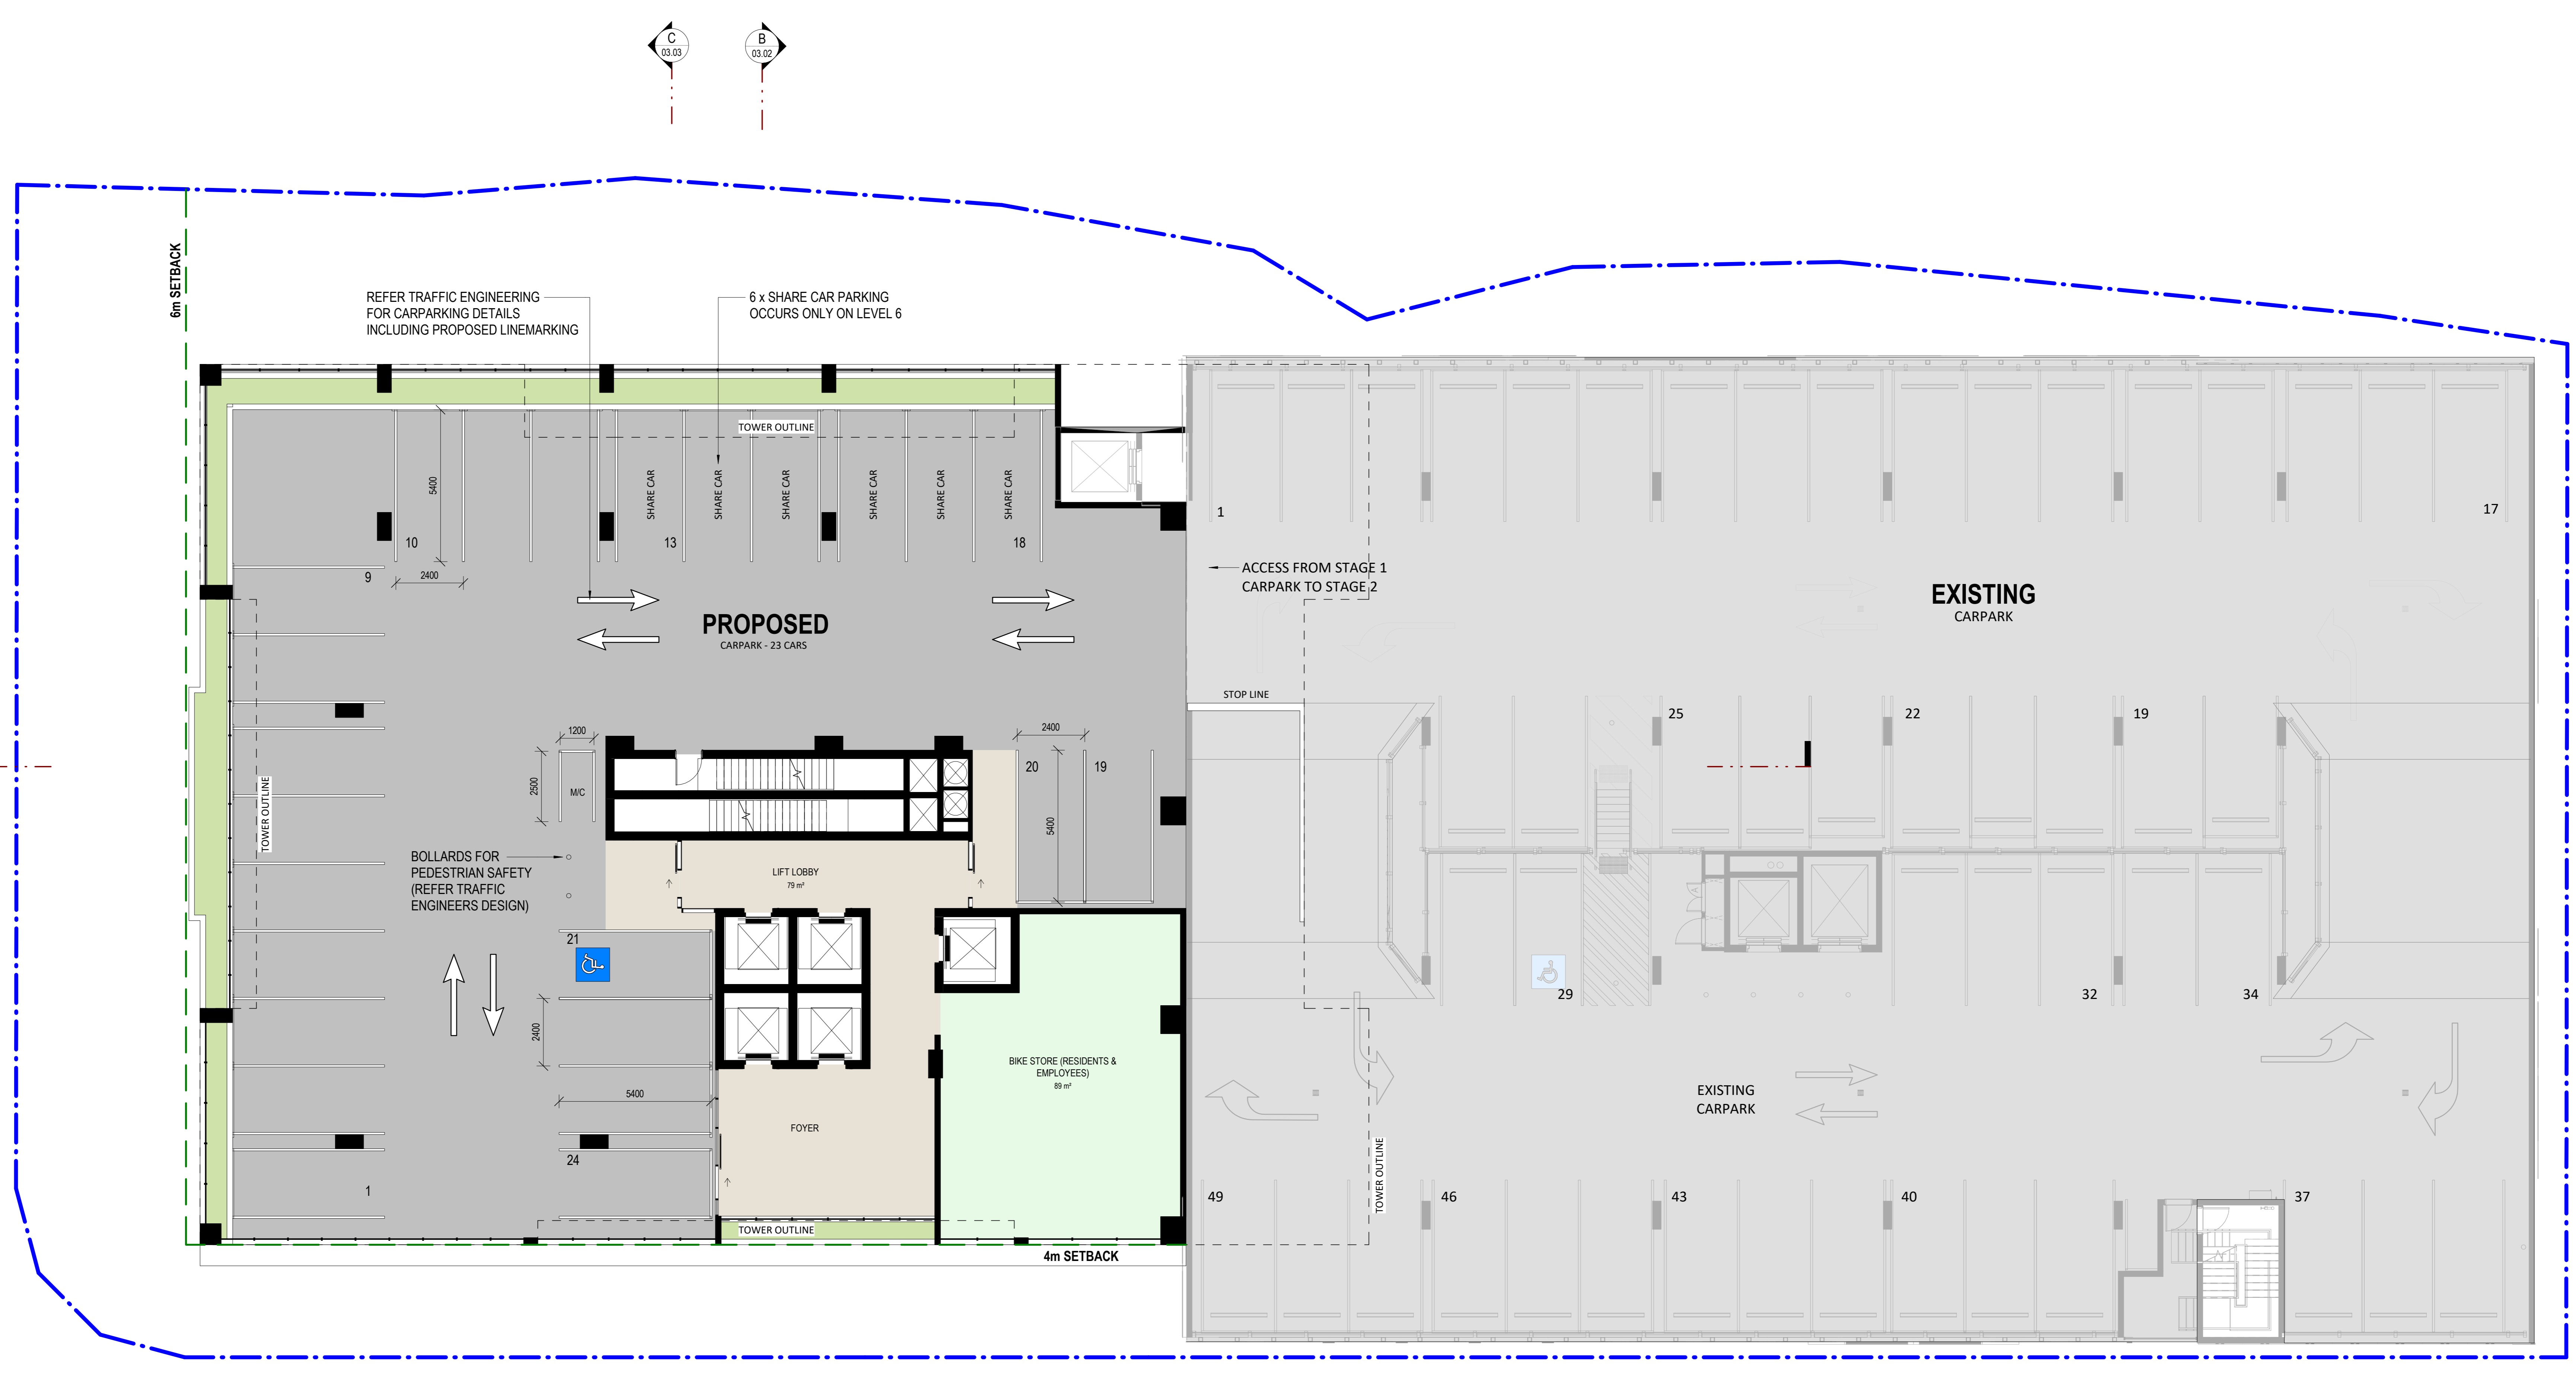 C
03.03
B
03.02
6m SETBACK
REFER TRAFFIC ENGINEERING
FOR CARPARKING DETAILS
INCLUDING PROPOSED LINEMARKING
6 x SHARE CAR PARKING
OCCURS ONLY ON LEVEL 6
TOWER OUTLINE
5400
SHARE CAR
SHARE CAR
SHARE CAR
SHARE CAR
SHARE CAR
SHARE CAR
10
13
18
9
2400
1
17
ACCESS FROM STAGE 1
CARPARK TO STAGE 2
EXISTING
CARPARK
PROPOSED
CARPARK - 23 CARS
STOP LINE
25
22
19
1200
2400
2500
M/C
20
19
5400
TOWER OUTLINE
BOLLARDS FOR
PEDESTRIAN SAFETY
(REFER TRAFFIC
ENGINEERS DESIGN)
LIFT LOBBY
79 m²
21
29
32
34
2400
BIKE STORE (RESIDENTS &
EMPLOYEES)
89 m²
5400
EXISTING
CARPARK
FOYER
24
1
TOWER OUTLINE
49
46
43
40
37
TOWER OUTLINE
4m SETBACK